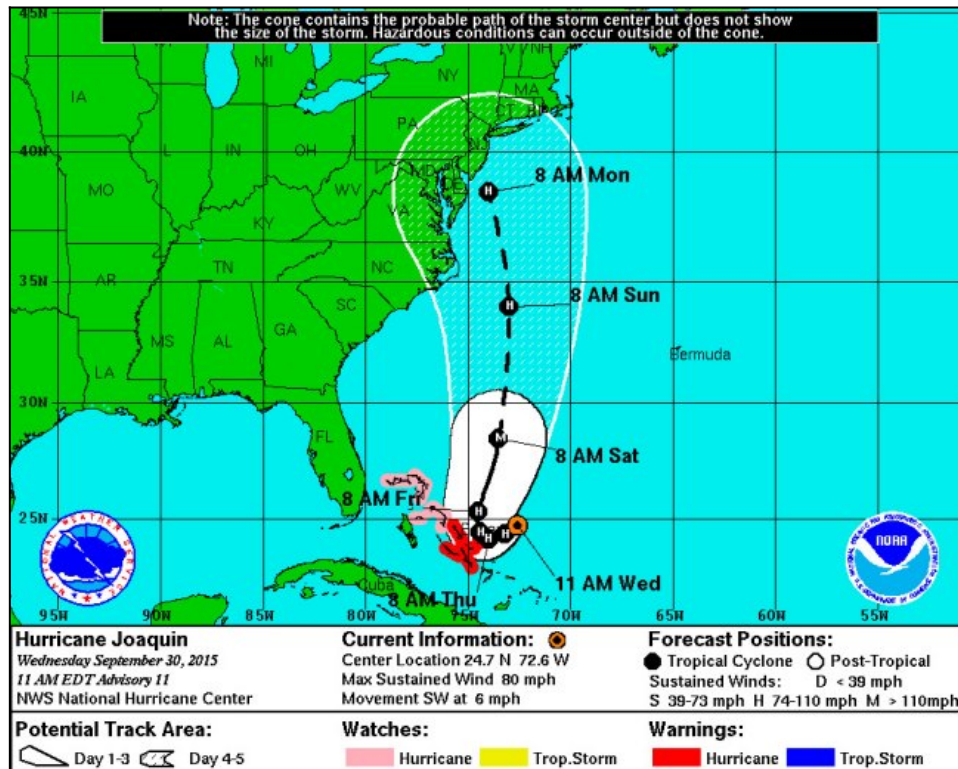 Note: The cone contains the probable path of the storm center but does not show
the size of the storm. Hazardous conditions can occur outside of the cone.
45N
40N
35N
30N
25N
MI
NY
VT
NH
MA
CT
RI
IA
IL
IN
OH
PA
NJ
MD
DE
MO
WV
VA
KY
TN
NC
AR
SC
MS
AL
GA
LA
FL
Bermuda
Cuba
8 AM Mon
8 AM Sun
8 AM Sat
8 AM Fri
8 AM Thu
11 AM Wed
H
H
M
H
H
H
H
NATIONAL WEATHER SERVICE
NOAA
95W 90W 85W 80W 75W 70W 65W 60W 55W
Hurricane Joaquin
Wednesday September 30, 2015
11 AM EDT Advisory 11
NWS National Hurricane Center
Current Information:
Center Location 24.7 N 72.6 W
Max Sustained Wind 80 mph
Movement SW at 6 mph
Forecast Positions:
Tropical Cyclone Post-Tropical
Sustained Winds: D < 39 mph
S 39-73 mph H 74-110 mph M > 110mph
Potential Track Area:
Day 1-3 Day 4-5
Watches:
Hurricane Trop.Storm
Warnings:
Hurricane Trop.Storm